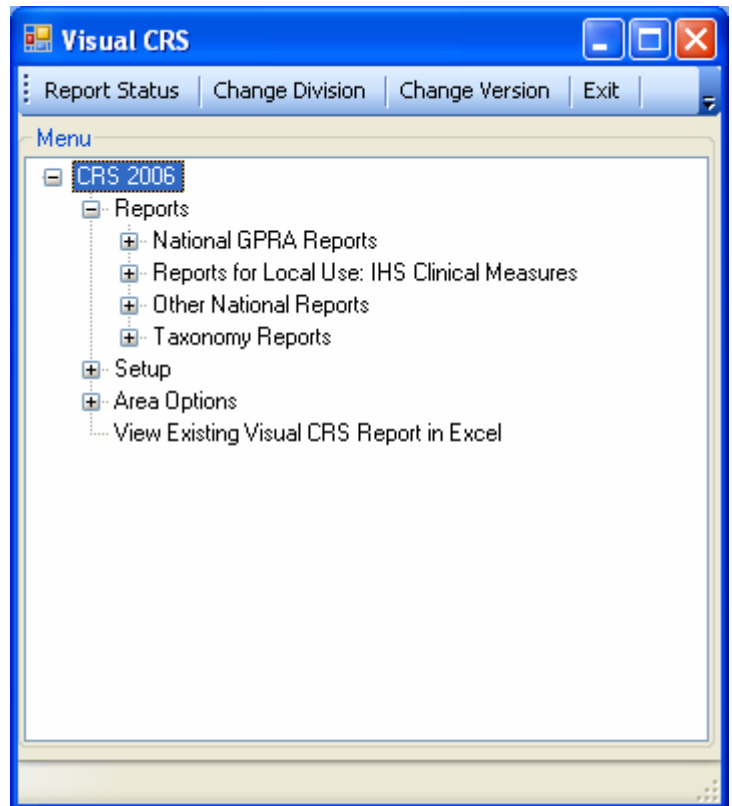 Visual CRS
Report Status Change Division Change Version Exit
Menu
CRS 2006
Reports
National GPRA Reports
Reports for Local Use: IHS Clinical Measures
Other National Reports
Taxonomy Reports
Setup
Area Options
View Existing Visual CRS Report in Excel